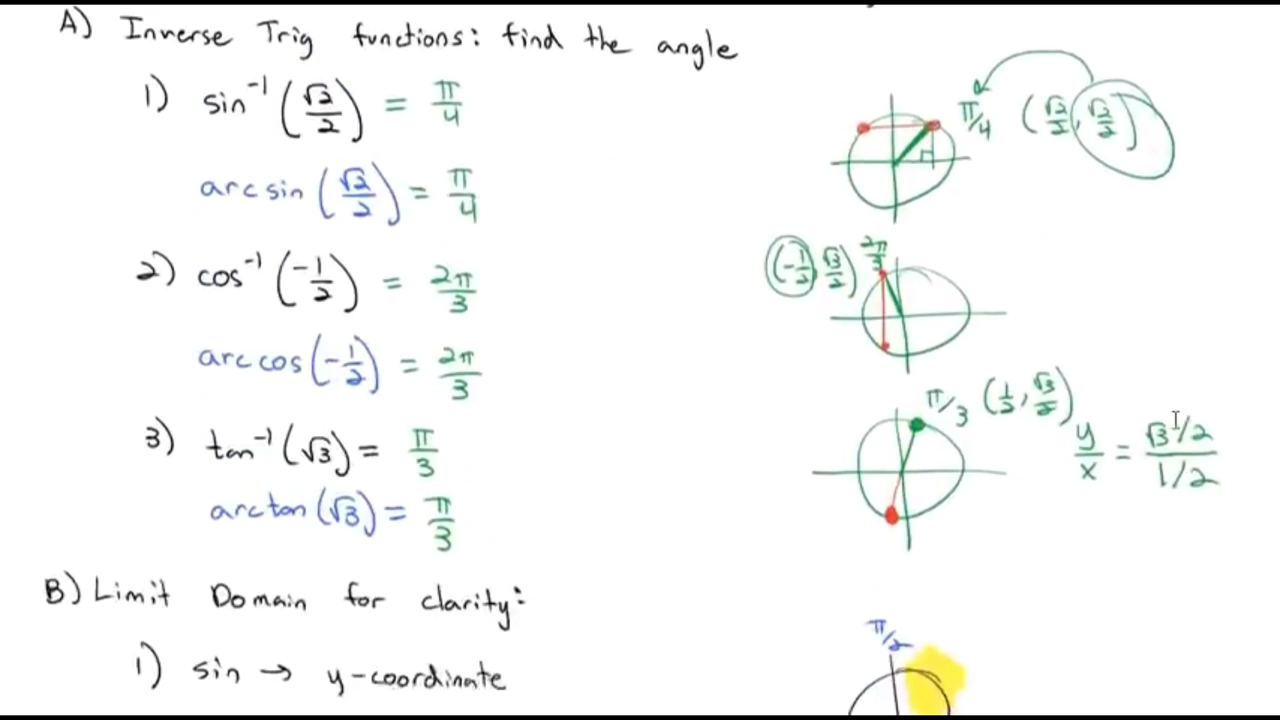 A) Inverse Trig functions: find the angle
1) sin⁻¹(√2/2) = π/4
arcsin(√2/2) = π/4
π/4 (√2/2, √2/2)
2) cos⁻¹(-1/2) = 2π/3
arccos(-1/2) = 2π/3
(-1/2, √3/2) 2π/3
3) tan⁻¹(√3) = π/3
arctan(√3) = π/3
π/3 (1/2, √3/2)
y/x = (√3/2)/(1/2)
B) Limit Domain for clarity:
1) sin → y-coordinate
π/2